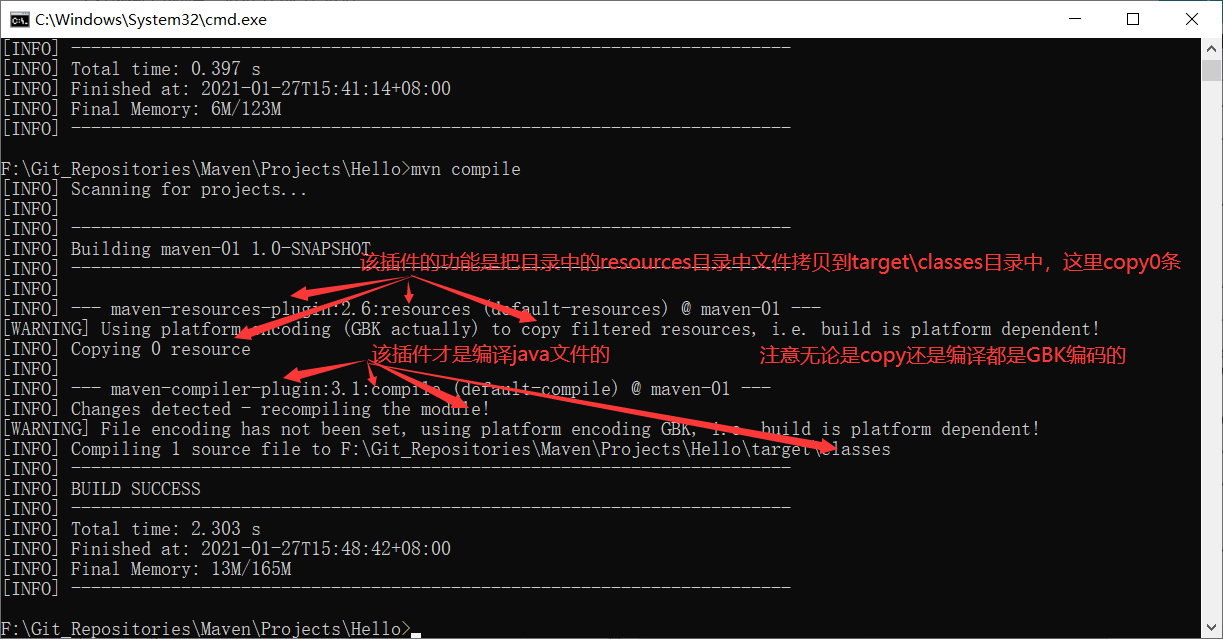 C:\Windows\System32\cmd.exe
[INFO] ------------------------------------------------------------------------
[INFO] Total time: 0.397 s
[INFO] Finished at: 2021-01-27T15:41:14+08:00
[INFO] Final Memory: 6M/123M
[INFO] ------------------------------------------------------------------------
F:\Git_Repositories\Maven\Projects\Hello>mvn compile
[INFO] Scanning for projects...
[INFO]
[INFO] ------------------------------------------------------------------------
[INFO] Building maven-01 1.0-SNAPSHOT
该插件的功能是把目录中的resources目录中文件拷贝到target\classes目录中，这里copy0条
[INFO] ------------------------------------------------------------------------
[INFO]
[INFO] --- maven-resources-plugin:2.6:resources (default-resources) @ maven-01 ---
[WARNING] Using platform encoding (GBK actually) to copy filtered resources, i.e. build is platform dependent!
[INFO] Copying 0 resource
该插件才是编译java文件的
注意无论是copy还是编译都是GBK编码的
[INFO]
[INFO] --- maven-compiler-plugin:3.1:compile (default-compile) @ maven-01 ---
[INFO] Changes detected - recompiling the module!
[WARNING] File encoding has not been set, using platform encoding GBK, i.e. build is platform dependent!
[INFO] Compiling 1 source file to F:\Git_Repositories\Maven\Projects\Hello\target\classes
[INFO] ------------------------------------------------------------------------
[INFO] BUILD SUCCESS
[INFO] ------------------------------------------------------------------------
[INFO] Total time: 2.303 s
[INFO] Finished at: 2021-01-27T15:48:42+08:00
[INFO] Final Memory: 13M/165M
[INFO] ------------------------------------------------------------------------
F:\Git_Repositories\Maven\Projects\Hello>